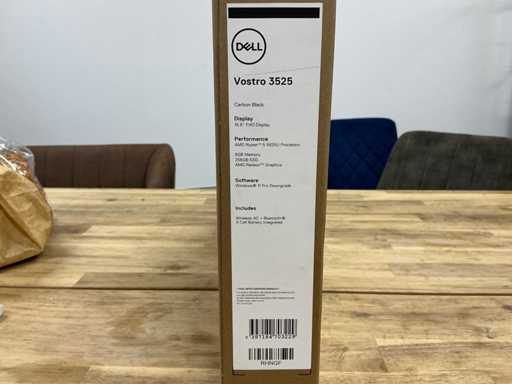 DELL
Vostro 3525
Carbon Black
Display
15.6" FHD Display
Performance
AMD Ryzen™ 5 5625U Processor
8GB Memory
256GB SSD
AMD Radeon™ Graphics
Software
Windows® 11 Pro Downgrade
Includes
Wireless AC + Bluetooth®
3 Cell Battery Integrated
RHNQF